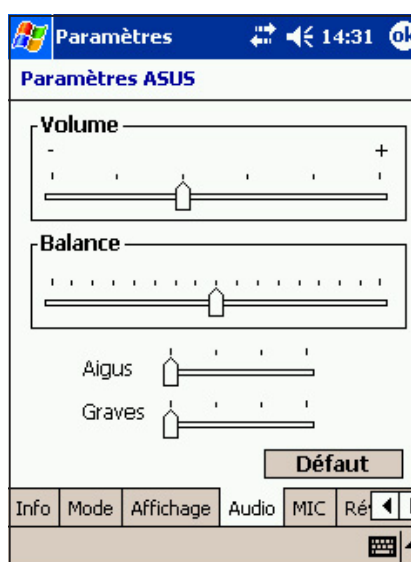 Paramètres 14:31 ok
Paramètres ASUS
Volume
- +
Balance
Aigus
Graves
Défaut
Info Mode Affichage Audio MIC